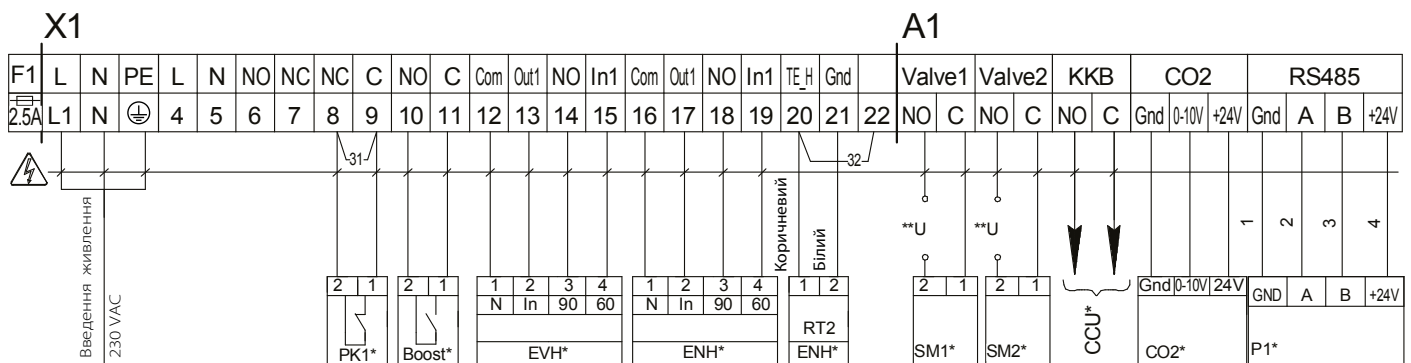 X1 A1
F1 L N PE L N NO NC NC C NO C Com Out1 NO In1 Com Out1 NO In1 TE_H Gnd Valve1 Valve2 KKB CO2 RS485
2.5A L1 N 4 5 6 7 8 9 10 11 12 13 14 15 16 17 18 19 20 21 22 NO C NO C NO C Gnd 0-10V +24V Gnd A B +24V
31 32
Введення живлення
230 VAC
Коричневий
Білий
**U **U
1 2 3 4
2 1 2 1 1 2 3 4 1 2 3 4 1 2 2 1 2 1 Gnd 0-10V 24V GND A B +24V
N In 90 60 N In 90 60
RT2
PK1* Boost* EVH* ENH* ENH* SM1* SM2* CCU* CO2* P1*